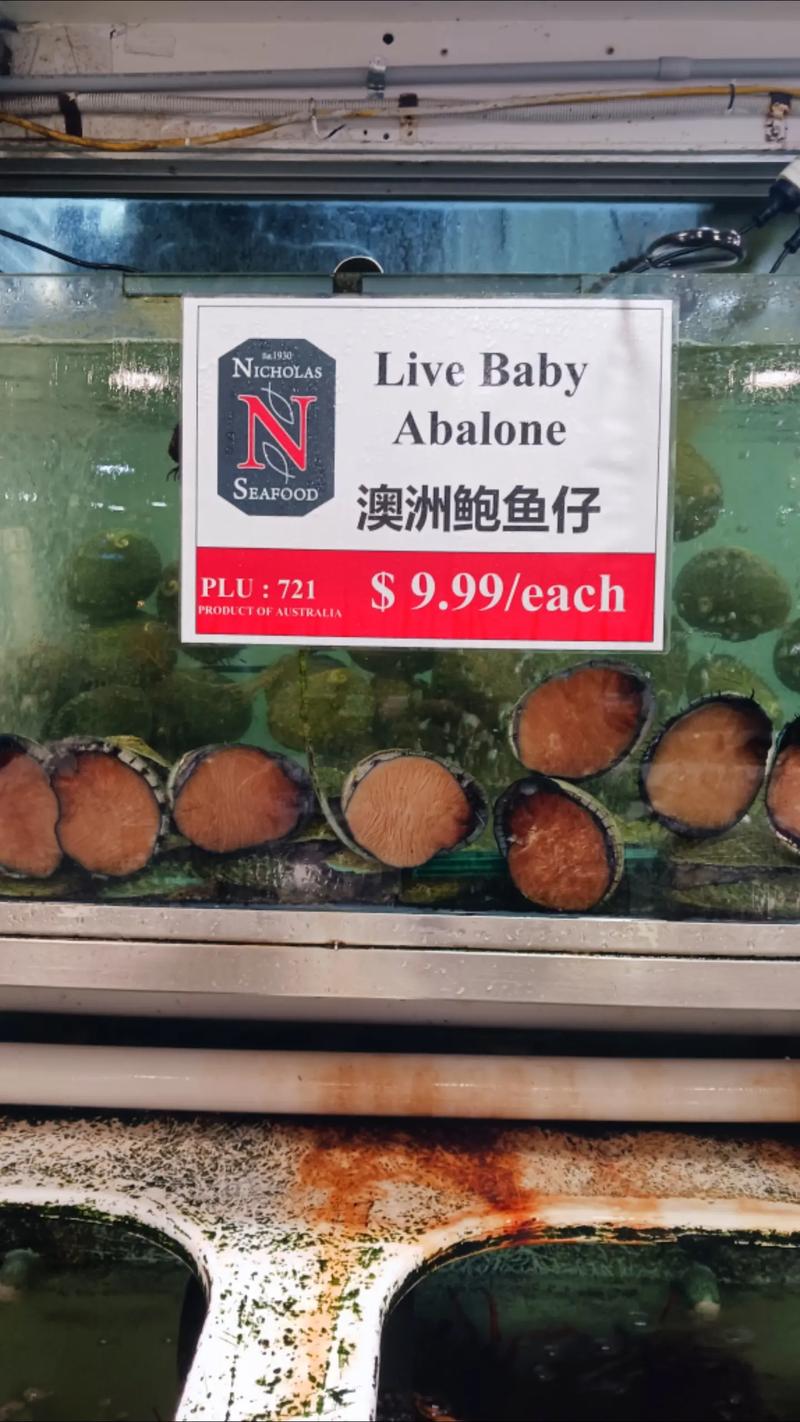 Est.1930
NICHOLAS
N
SEAFOOD
Live Baby
Abalone
澳洲鲍鱼仔
PLU : 721
PRODUCT OF AUSTRALIA
$ 9.99/each